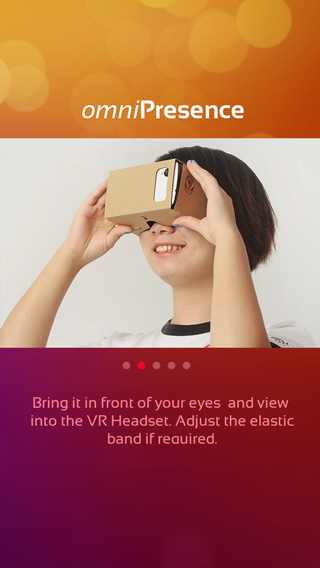 omniPresence
Bring it in front of your eyes and view
into the VR Headset. Adjust the elastic
band if required.